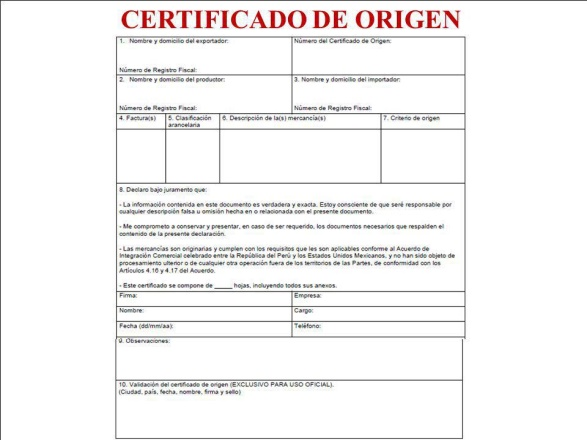 CERTIFICADO DE ORIGEN
1. Nombre y domicilio del exportador:
Número del Certificado de Origen:
Número de Registro Fiscal:
2. Nombre y domicilio del productor:
3. Nombre y domicilio del importador:
Número de Registro Fiscal:
Número de Registro Fiscal:
4. Factura(s)
5. Clasificación
arancelaria
6. Descripción de la(s) mercancía(s)
7. Criterio de origen
8. Declaro bajo juramento que:
- La información contenida en este documento es verdadera y exacta. Estoy consciente de que seré responsable por
cualquier descripción falsa u omisión hecha en o relacionada con el presente documento.
- Me comprometo a conservar y presentar, en caso de ser requerido, los documentos necesarios que respalden el
contenido de la presente declaración.
- Las mercancías son originarias y cumplen con los requisitos que les son aplicables conforme al Acuerdo de
Integración Comercial celebrado entre la República del Perú y los Estados Unidos Mexicanos, y no han sido objeto de
procesamiento ulterior o de cualquier otra operación fuera de los territorios de las Partes, de conformidad con los
Artículos 4.16 y 4.17 del Acuerdo.
- Este certificado se compone de _____ hojas, incluyendo todos sus anexos.
Firma:
Empresa:
Nombre:
Cargo:
Fecha (dd/mm/aa):
Teléfono:
9. Observaciones:
10. Validación del certificado de origen (EXCLUSIVO PARA USO OFICIAL).
(Ciudad, país, fecha, nombre, firma y sello)